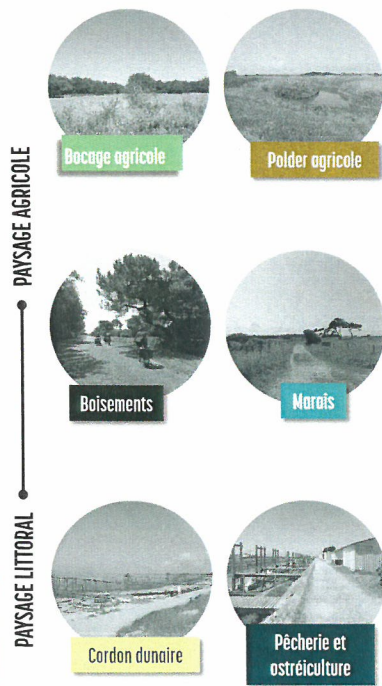 PAYSAGE AGRICOLE
Bocage agricole
Polder agricole
Boisements
Marais
PAYSAGE LITTORAL
Cordon dunaire
Pêcherie et
ostréiculture